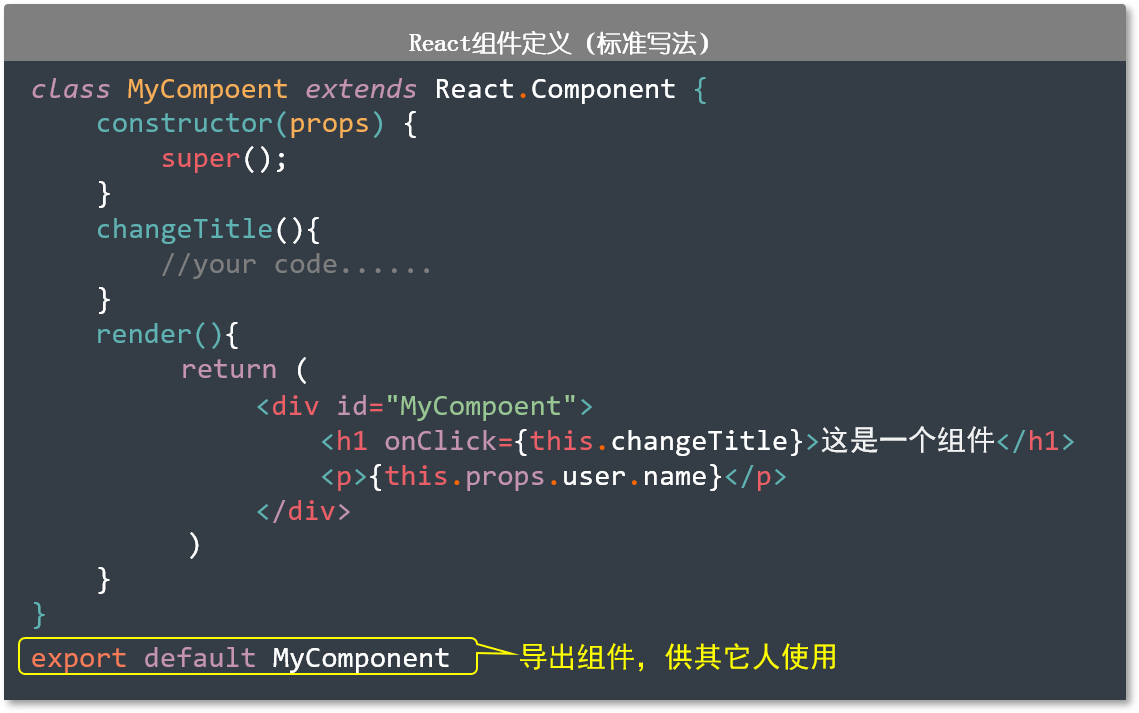 React组件定义（标准写法）
class MyCompoent extends React.Component {
constructor(props) {
super();
}
changeTitle(){
//your code......
}
render(){
return (
<div id="MyCompoent">
<h1 onClick={this.changeTitle}>这是一个组件</h1>
<p>{this.props.user.name}</p>
</div>
)
}
}
export default MyComponent 导出组件，供其它人使用